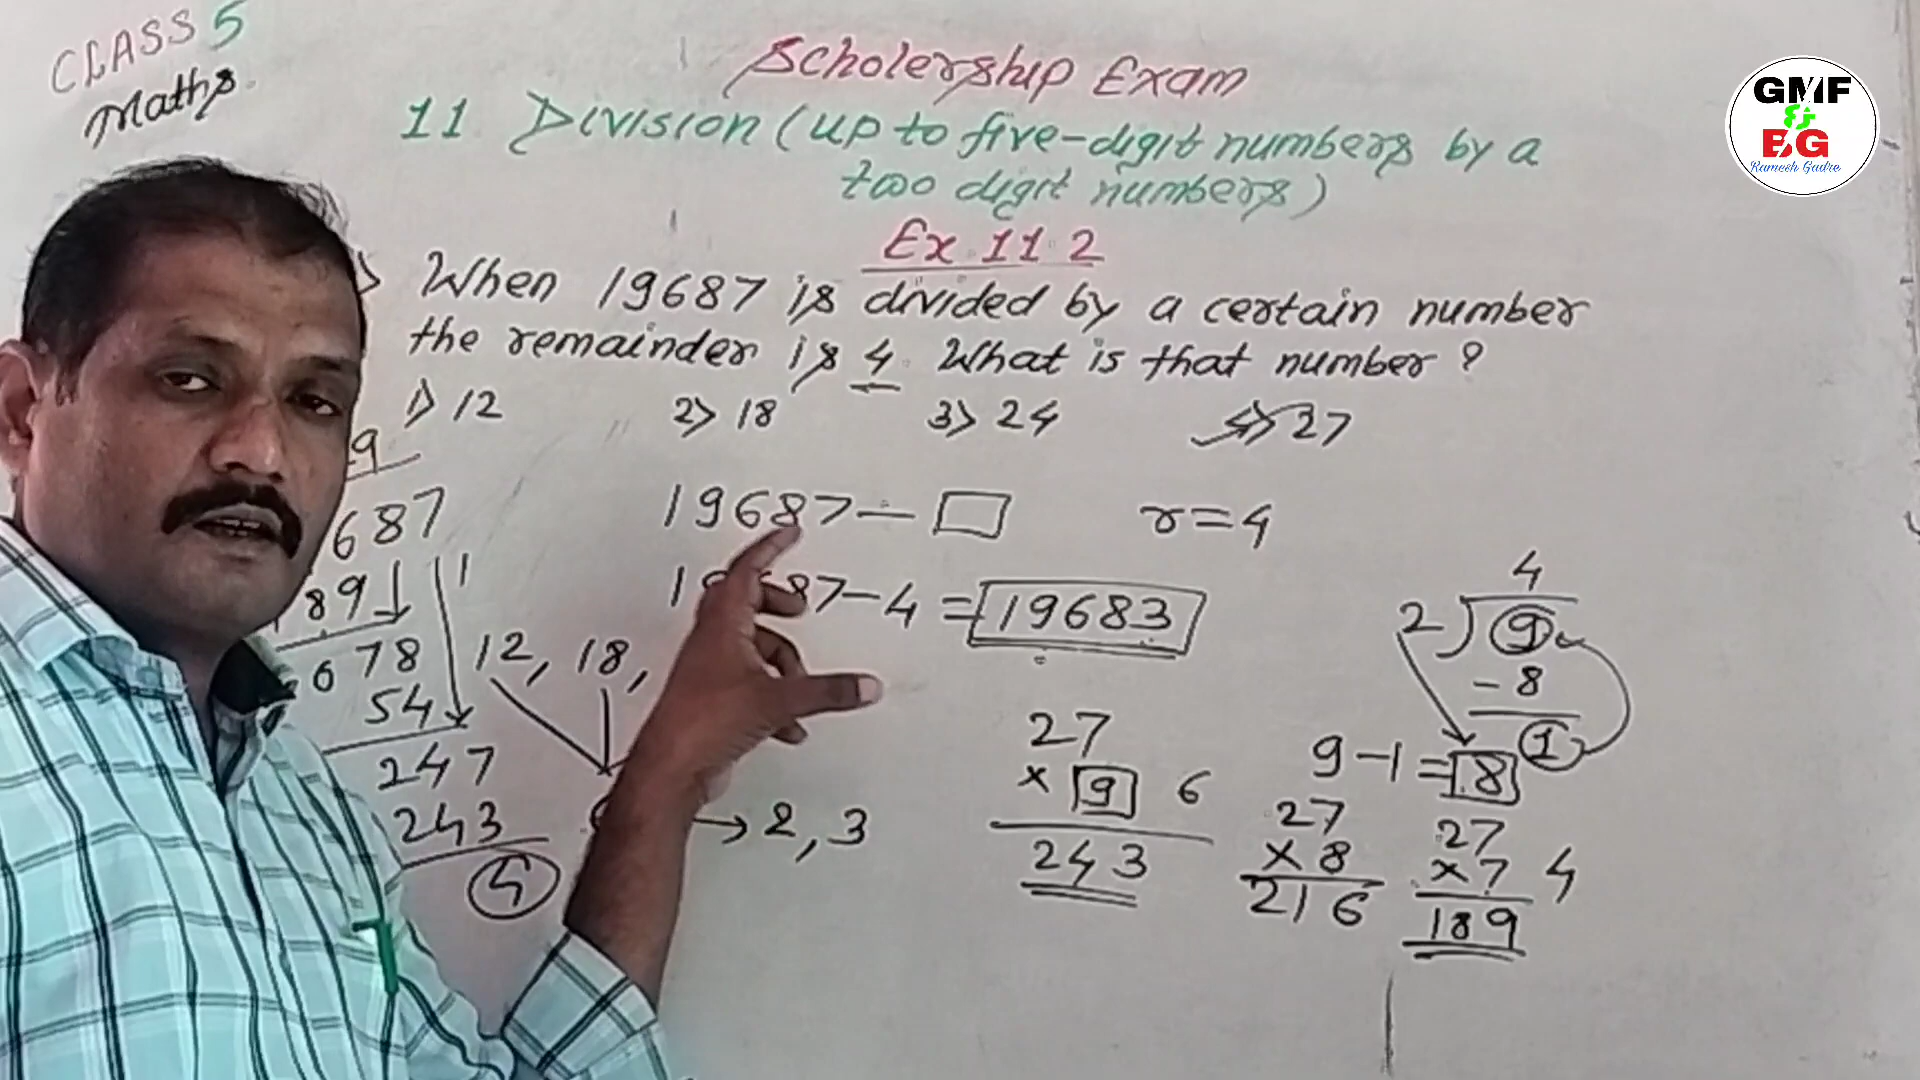 CLASS 5
Maths.
Scholership Exam
11 Division (up to five-digit numbers by a
two digit numbers)
Ex 11.2
When 19687 is divided by a certain number
the remainder is 4. What is that number?
1) 12 2) 18 3) 24 4) 27
9
687
89
678
54
247
243
4
19687 — r = 4
87 - 4 = 19683
12, 18,
→ 2, 3
27
× 9 6
243
4
2) 9
- 8
1
9 - 1 = 8
27
× 8
216
27
× 7 4
189
GMF
&
BG
Ramesh Gadre